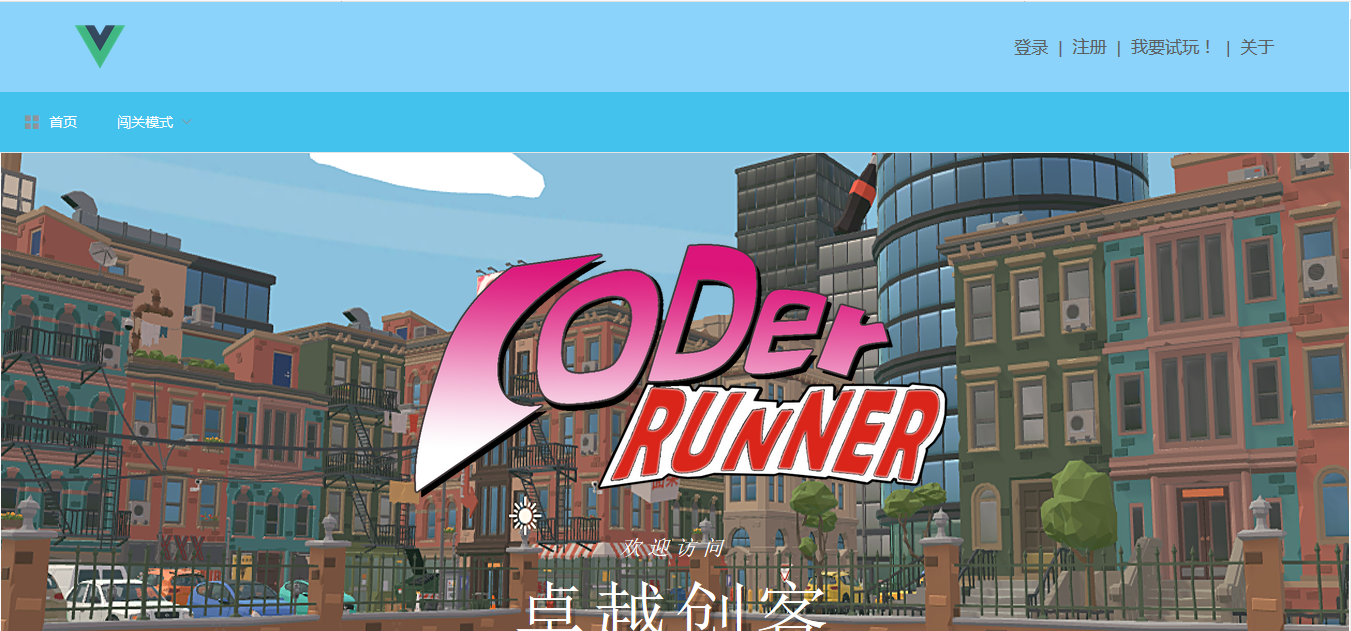 登录 | 注册 | 我要试玩！ | 关于
首页 闯关模式
CODer
RUNNER
欢迎访问
卓越创客